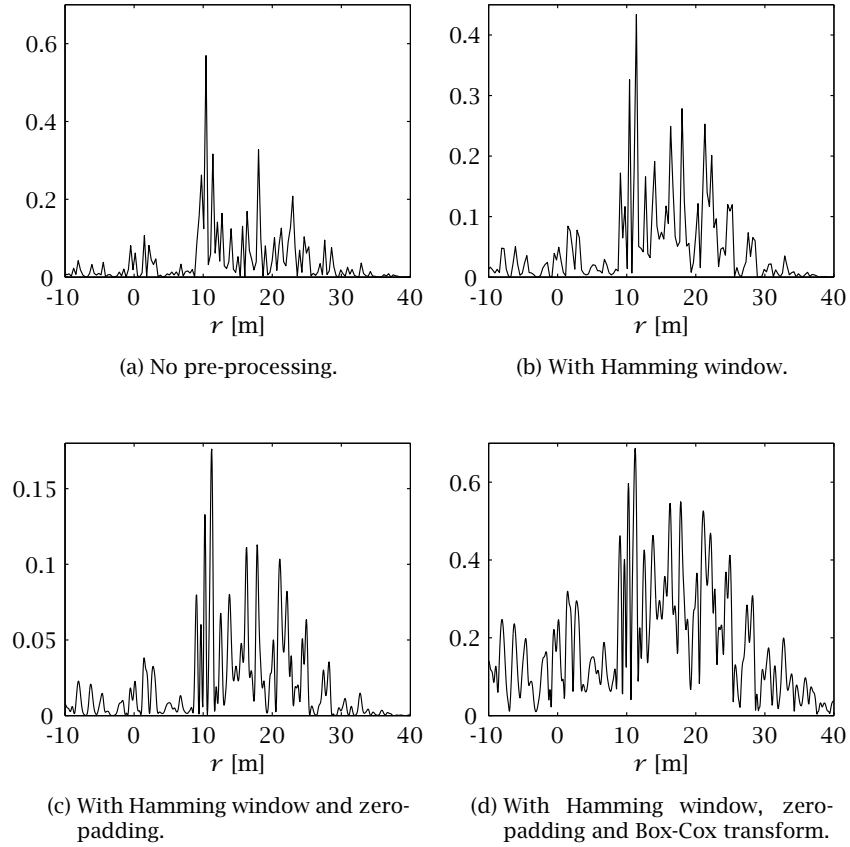 0.6
0.4
0.2
0
-10 0 10 20 30 40
r [m]
(a) No pre-processing.
0.4
0.3
0.2
0.1
0
-10 0 10 20 30 40
r [m]
(b) With Hamming window.
0.15
0.1
0.05
0
-10 0 10 20 30 40
r [m]
(c) With Hamming window and zero-
padding.
0.6
0.4
0.2
0
-10 0 10 20 30 40
r [m]
(d) With Hamming window, zero-
padding and Box-Cox transform.